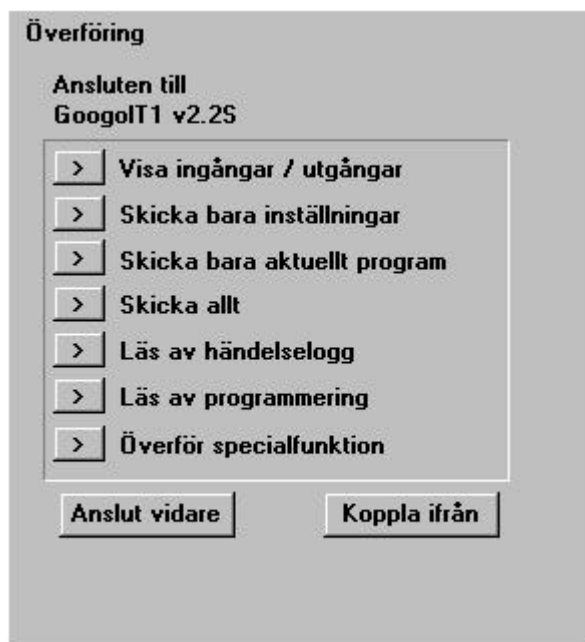 Överföring
Ansluten till
GoogolT1 v2.2S
> Visa ingångar / utgångar
> Skicka bara inställningar
> Skicka bara aktuellt program
> Skicka allt
> Läs av händelselogg
> Läs av programmering
> Överför specialfunktion
Anslut vidare Koppla ifrån